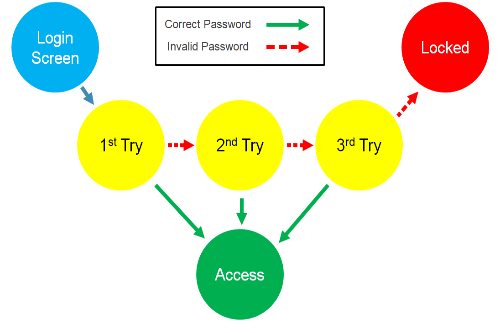 Login
Screen
Correct Password
Invalid Password
Locked
1st Try
2nd Try
3rd Try
Access